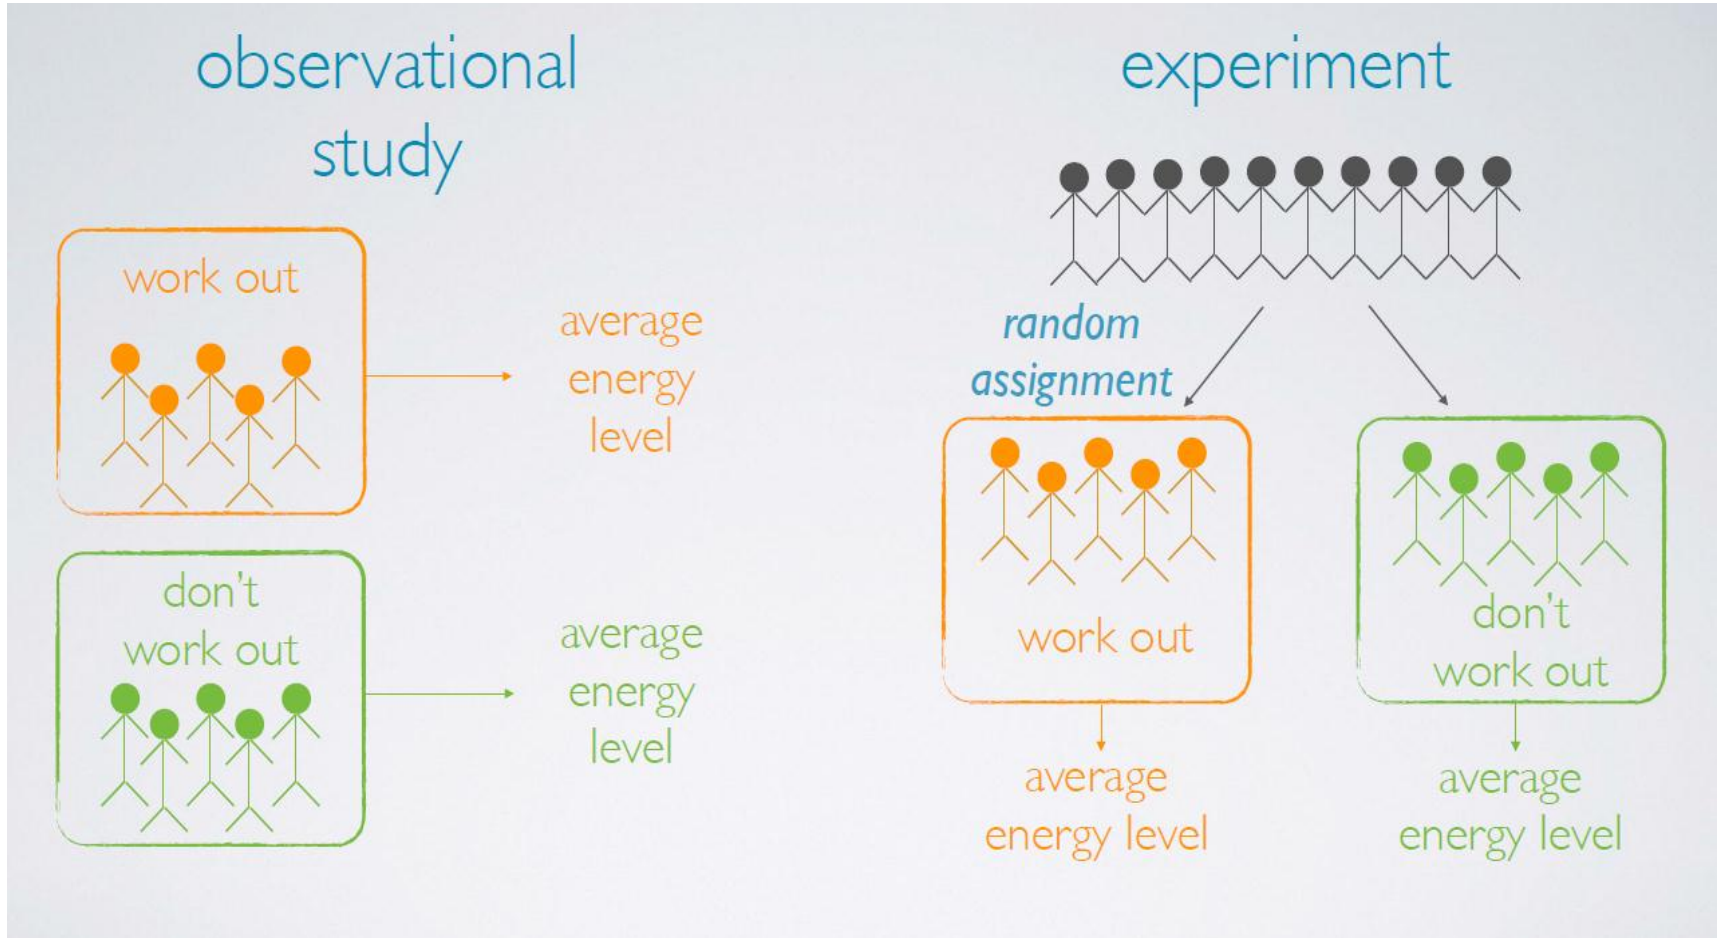 observational
study
work out
average
energy
level
don't
work out
average
energy
level
experiment
random
assignment
work out
don't
work out
average
energy level
average
energy level